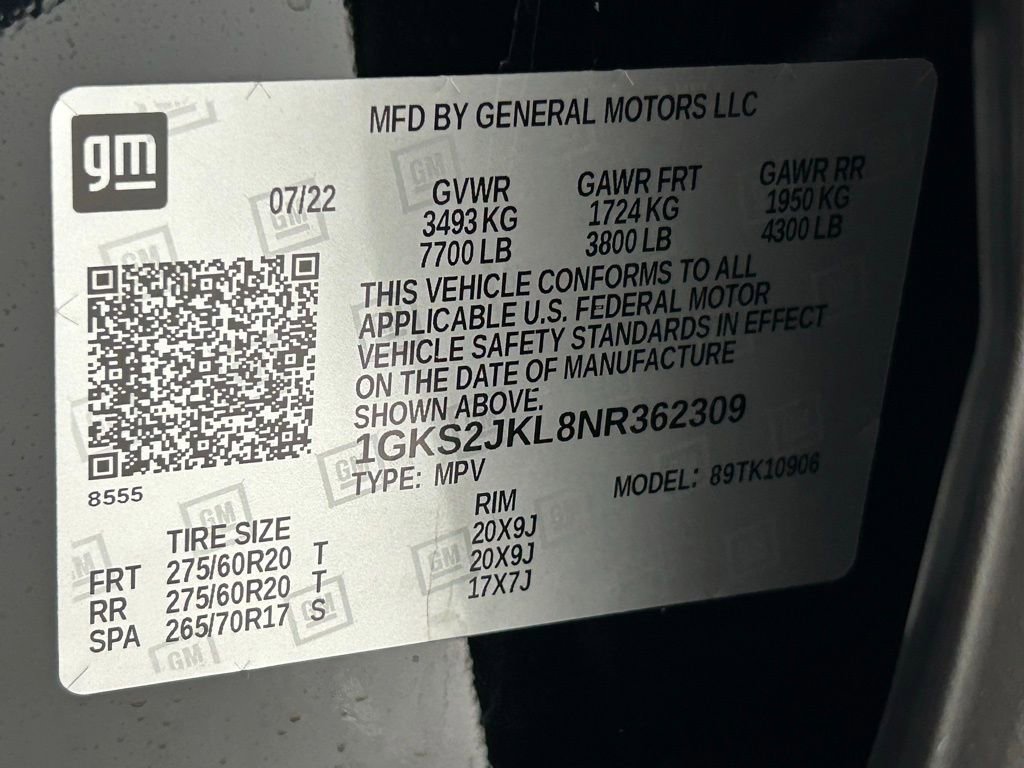 gm
MFD BY GENERAL MOTORS LLC
07/22
GVWR GAWR FRT GAWR RR
3493 KG 1724 KG 1950 KG
7700 LB 3800 LB 4300 LB
THIS VEHICLE CONFORMS TO ALL
APPLICABLE U.S. FEDERAL MOTOR
VEHICLE SAFETY STANDARDS IN EFFECT
ON THE DATE OF MANUFACTURE
SHOWN ABOVE.
1GKS2JKL8NR362309
TYPE: MPV MODEL: 89TK10906
8555
TIRE SIZE RIM
FRT 275/60R20 T 20X9J
RR 275/60R20 T 20X9J
SPA 265/70R17 S 17X7J